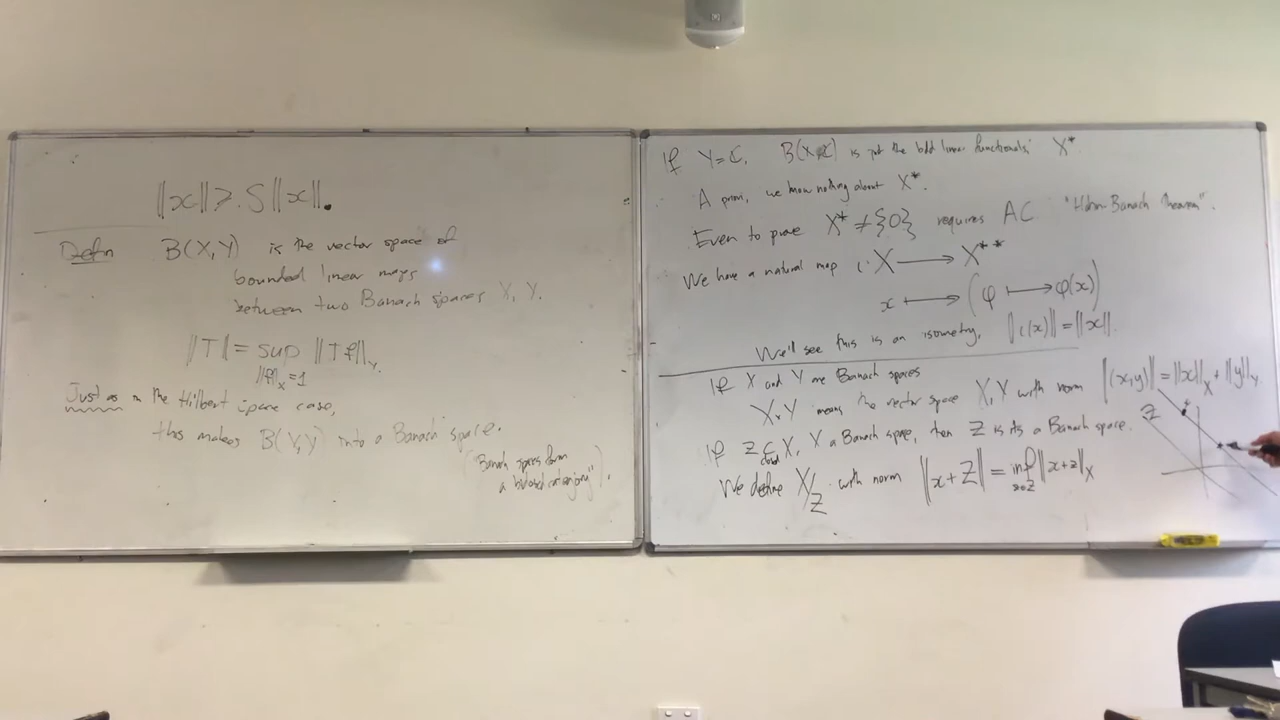 ||x|| ≥ S||x||.
Defn B(X,Y) is the vector space of
bounded linear maps
between two Banach spaces X, Y.
||T|| = sup ||Tf||_Y.
||f||_X = 1
Just as in the Hilbert space case,
this makes B(X,Y) into a Banach space.
("Banach spaces form
a closed category").
If Y=ℂ, B(X,ℂ) is just the bdd linear functionals, X*
A priori, we know nothing about X*.
Even to prove X* ≠ {0} requires AC "Hahn-Banach Theorem".
We have a natural map ι: X → X**
x ↦ (φ ↦ φ(x))
We'll see this is an isometry, ||ι(x)|| = ||x||.
If X and Y are Banach spaces
X×Y means the vector space X×Y with norm ||(x,y)|| = ||x||_X + ||y||_Y.
If Z ⊂ X, X a Banach space, then Z is a Banach space.
closed
We define X/Z with norm ||x+Z|| = inf ||x+z||_X
z∈Z
Z